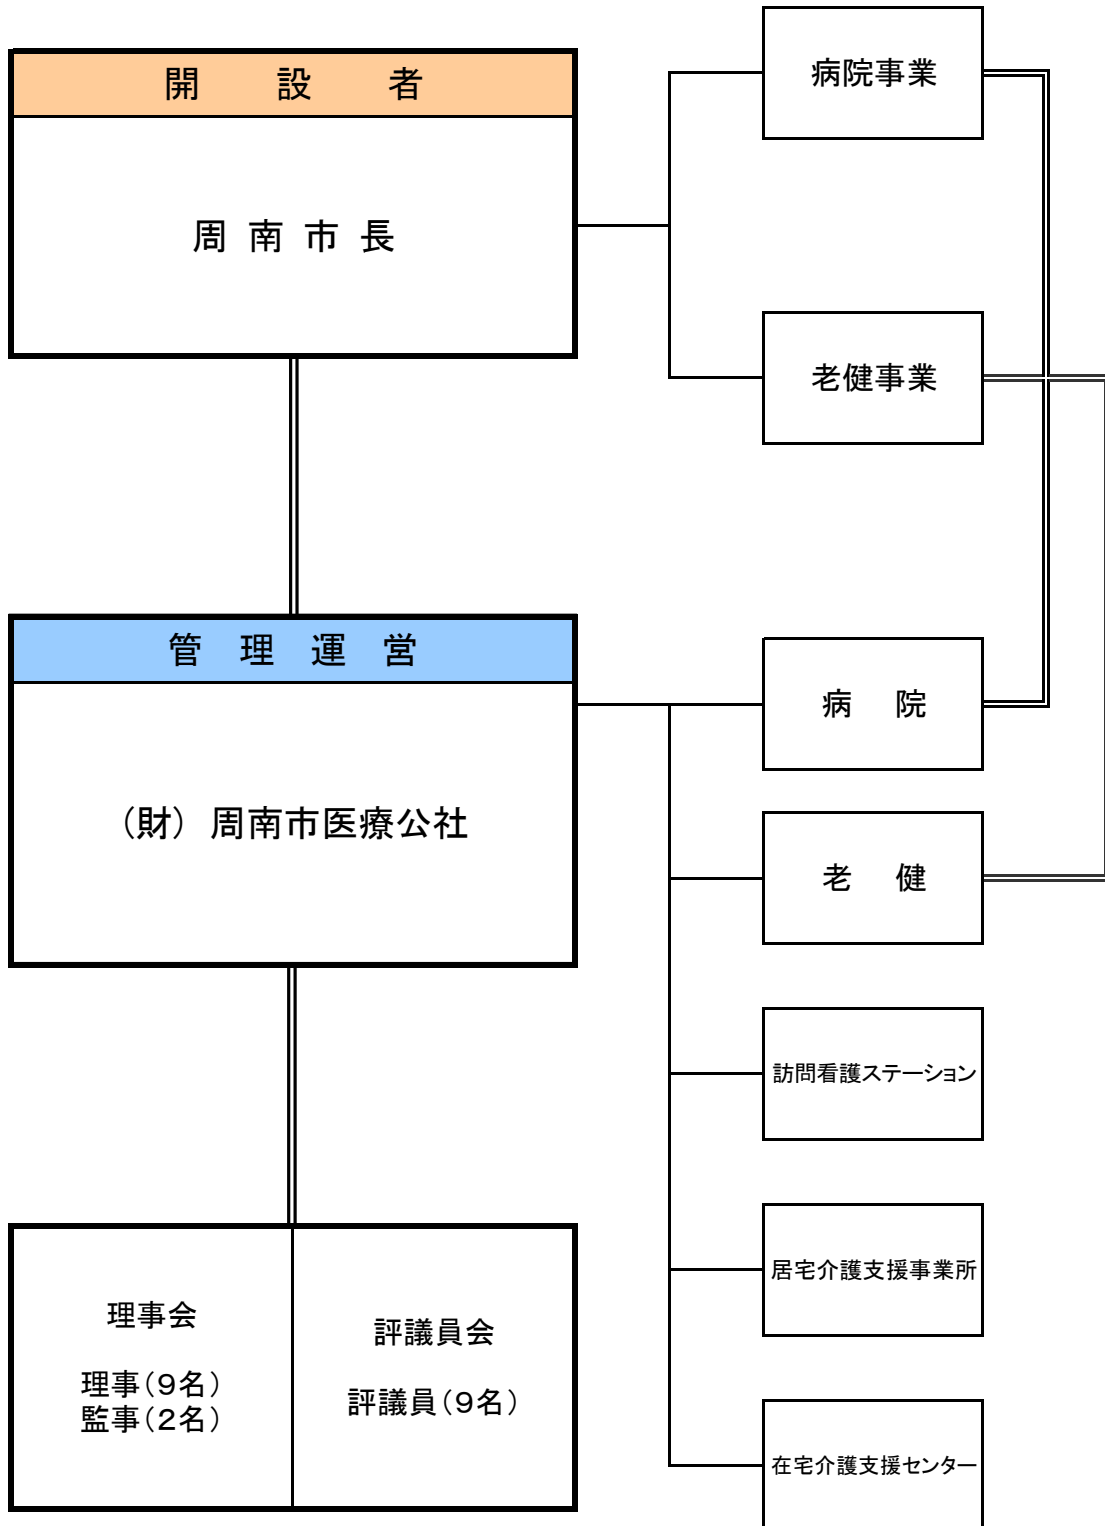 開 設 者
周 南 市 長
病院事業
老健事業
管 理 運 営
（財） 周南市医療公社
病 院
老 健
訪問看護ステーション
居宅介護支援事業所
在宅介護支援センター
理事会
理事（9名）
監事（2名）
評議員会
評議員（9名）